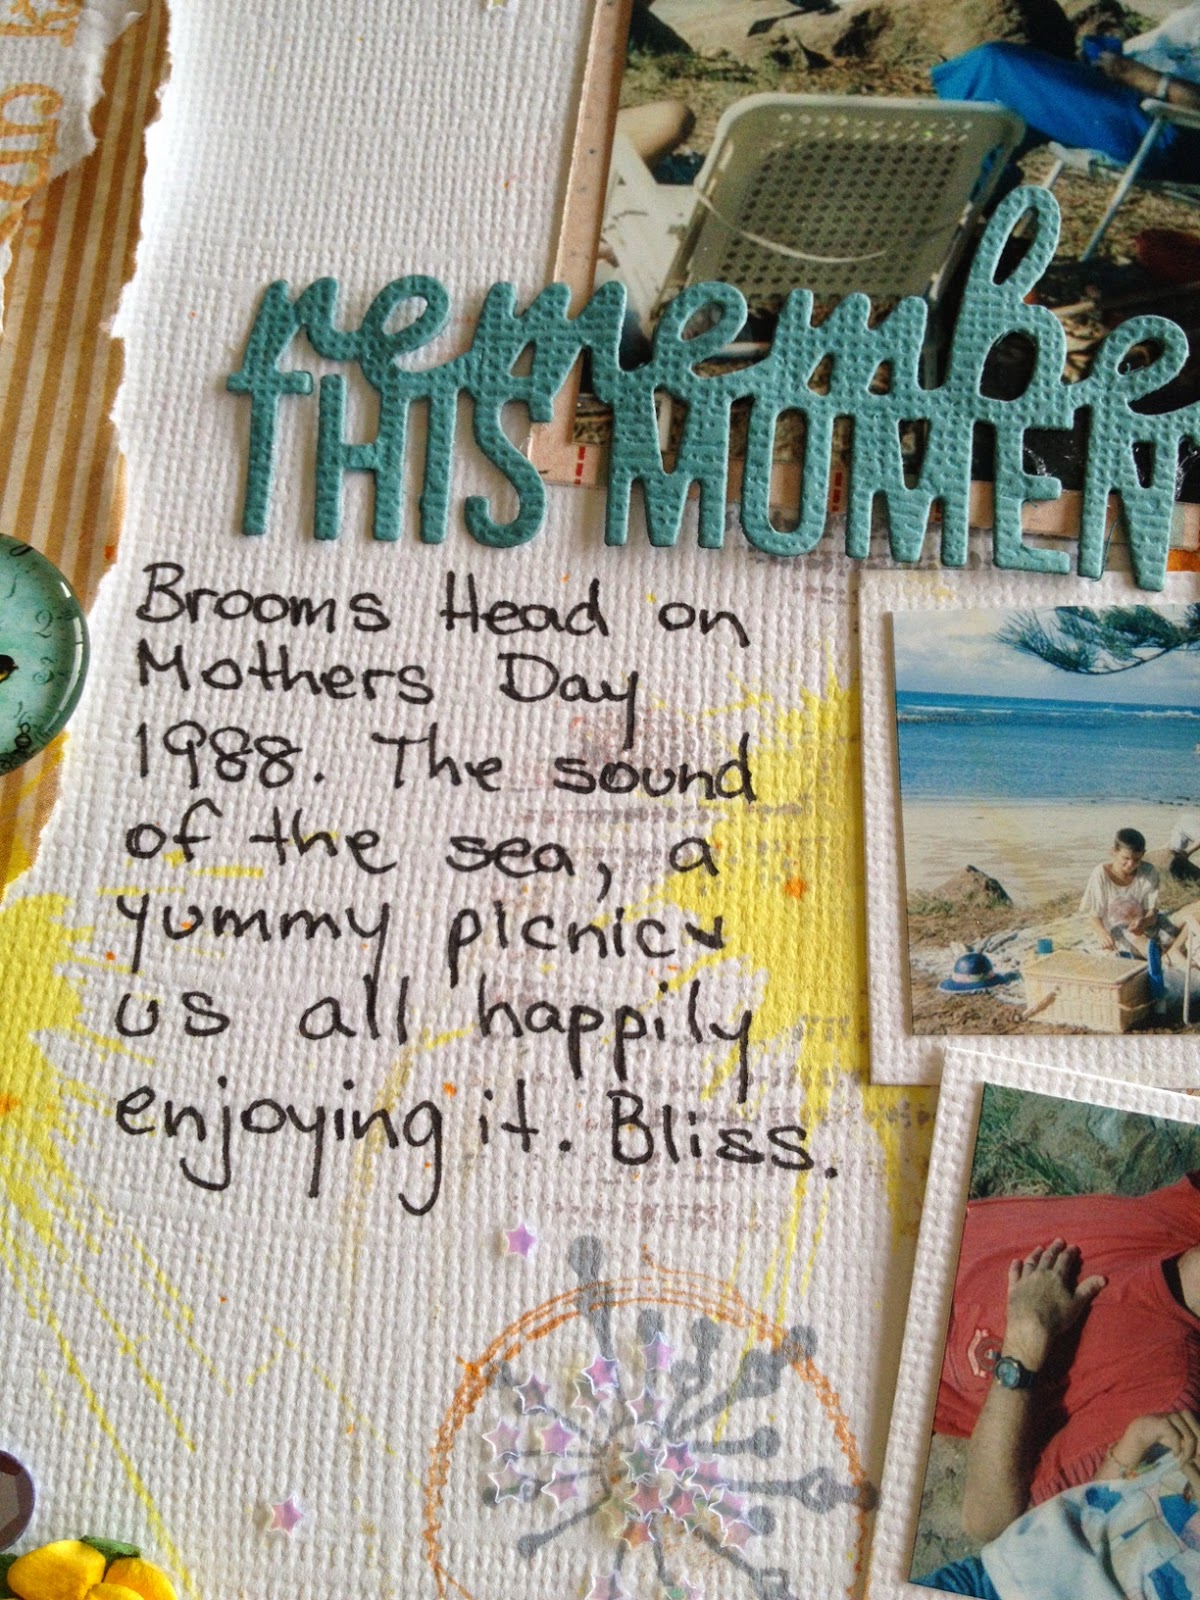 remembe
THIS MOMEN
Brooms Head on
Mothers Day
1988. The sound
of the sea, a
yummy picnic &
us all happily
enjoying it. Bliss.